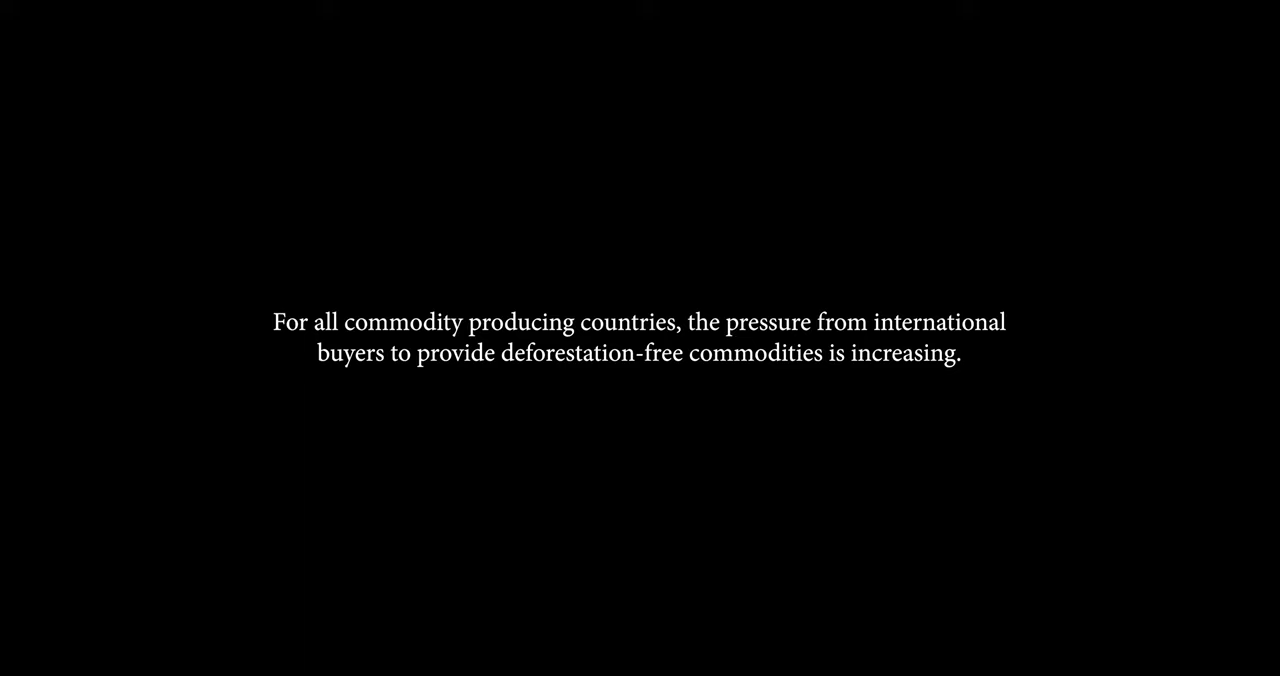 For all commodity producing countries, the pressure from international
buyers to provide deforestation-free commodities is increasing.